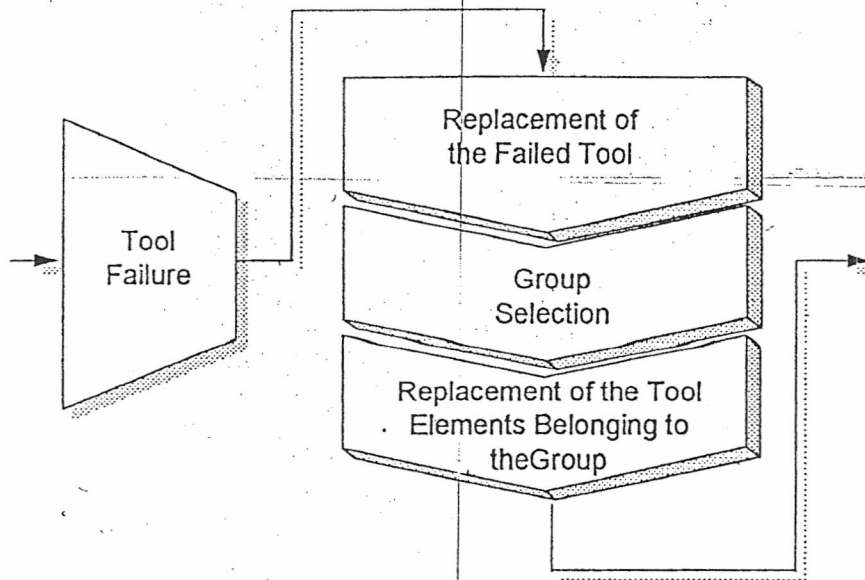 Tool
Failure
Replacement of
the Failed Tool
Group
Selection
Replacement of the Tool
Elements Belonging to
theGroup